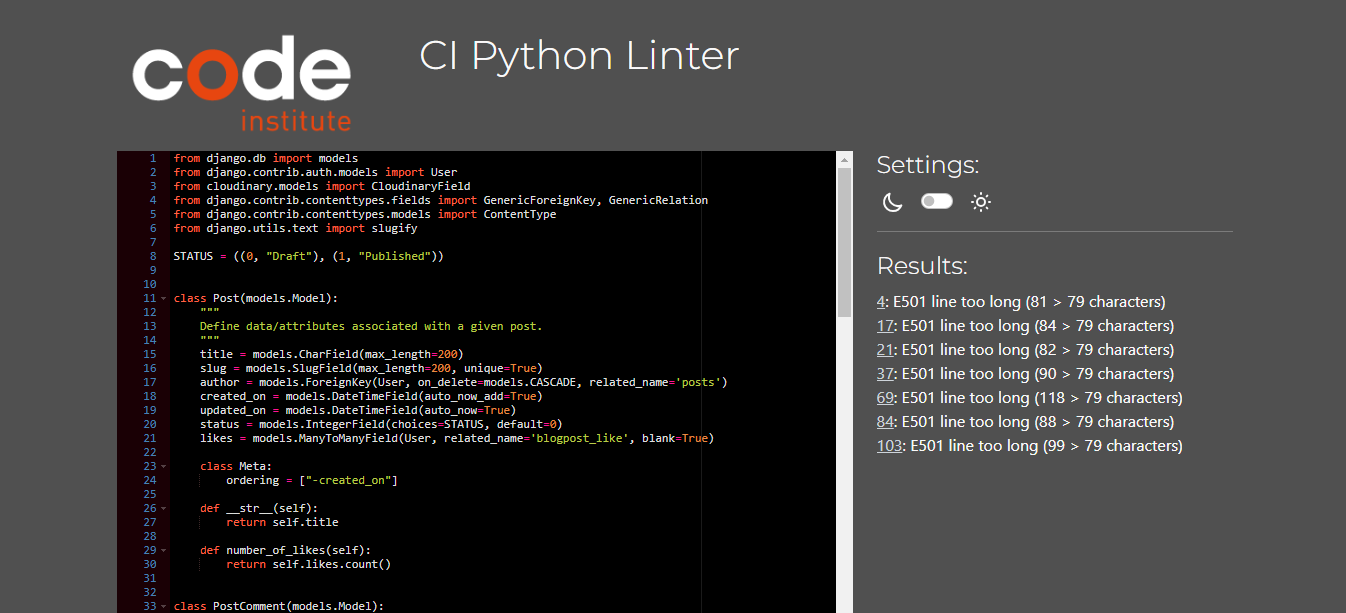 code
institute
CI Python Linter
1 from django.db import models
2 from django.contrib.auth.models import User
3 from cloudinary.models import CloudinaryField
4 from django.contrib.contenttypes.fields import GenericForeignKey, GenericRelation
5 from django.contrib.contenttypes.models import ContentType
6 from django.utils.text import slugify
7
8 STATUS = ((0, "Draft"), (1, "Published"))
9
10
11 class Post(models.Model):
12     """
13     Define data/attributes associated with a given post.
14     """
15     title = models.CharField(max_length=200)
16     slug = models.SlugField(max_length=200, unique=True)
17     author = models.ForeignKey(User, on_delete=models.CASCADE, related_name='posts')
18     created_on = models.DateTimeField(auto_now_add=True)
19     updated_on = models.DateTimeField(auto_now=True)
20     status = models.IntegerField(choices=STATUS, default=0)
21     likes = models.ManyToManyField(User, related_name='blogpost_like', blank=True)
22
23     class Meta:
24         ordering = ["-created_on"]
25
26     def __str__(self):
27         return self.title
28
29     def number_of_likes(self):
30         return self.likes.count()
31
32
33 class PostComment(models.Model):
Settings:
Results:
4: E501 line too long (81 > 79 characters)
17: E501 line too long (84 > 79 characters)
21: E501 line too long (82 > 79 characters)
37: E501 line too long (90 > 79 characters)
69: E501 line too long (118 > 79 characters)
84: E501 line too long (88 > 79 characters)
103: E501 line too long (99 > 79 characters)